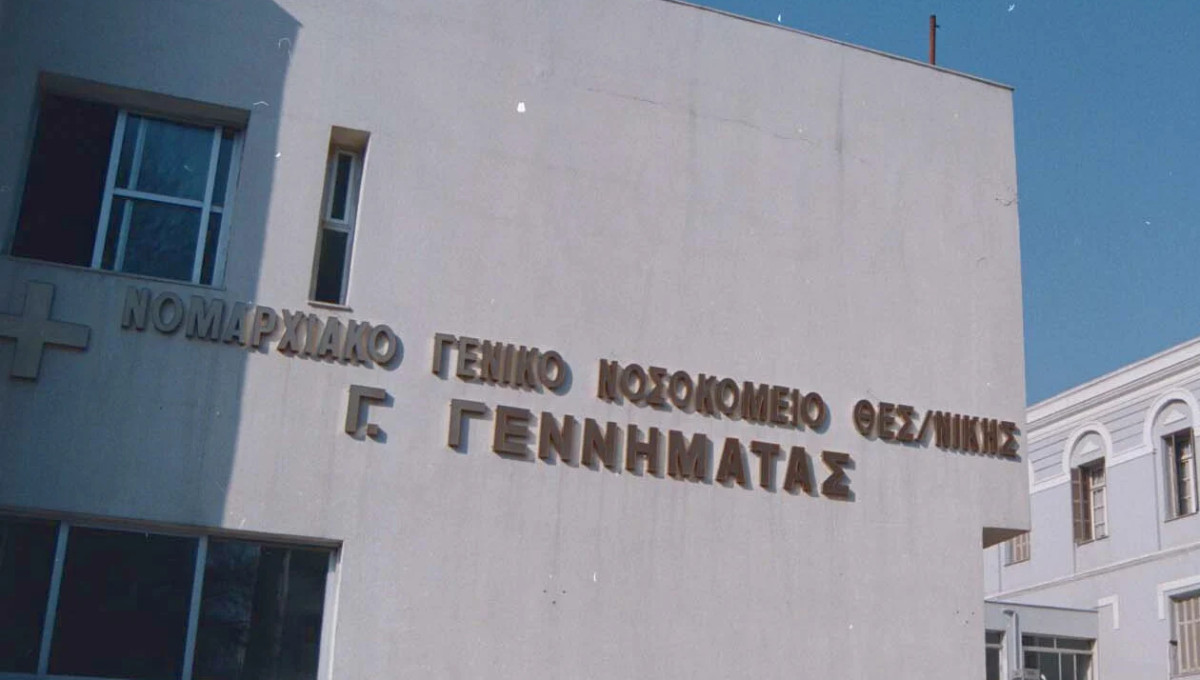 ΝΟΜΑΡΧΙΑΚΟ ΓΕΝΙΚΟ ΝΟΣΟΚΟΜΕΙΟ ΘΕΣ/ΝΙΚΗΣ
Γ. ΓΕΝΝΗΜΑΤΑΣ